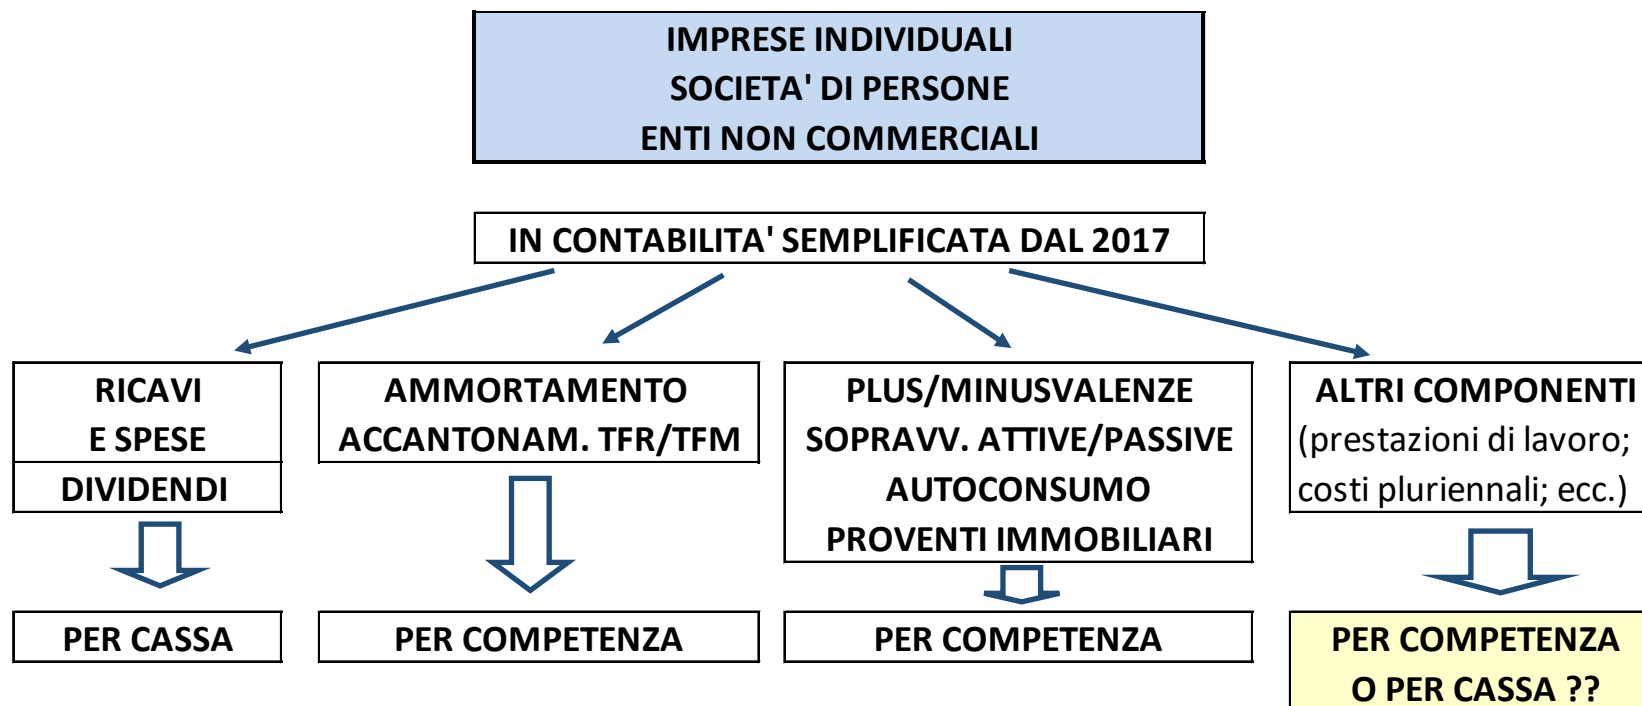 IMPRESE INDIVIDUALI
SOCIETA' DI PERSONE
ENTI NON COMMERCIALI
IN CONTABILITA' SEMPLIFICATA DAL 2017
RICAVI
E SPESE
DIVIDENDI
PER CASSA
AMMORTAMENTO
ACCANTONAM. TFR/TFM
PER COMPETENZA
PLUS/MINUSVALENZE
SOPRAVV. ATTIVE/PASSIVE
AUTOCONSUMO
PROVENTI IMMOBILIARI
PER COMPETENZA
ALTRI COMPONENTI
(prestazioni di lavoro;
costi pluriennali; ecc.)
PER COMPETENZA
O PER CASSA ??